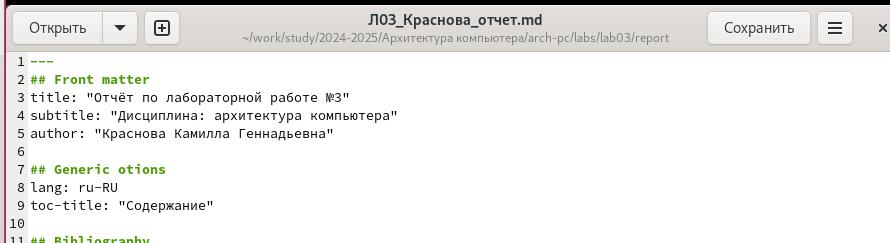 Открыть
Л03_Краснова_отчет.md
~/work/study/2024-2025/Архитектура компьютера/arch-pc/labs/lab03/report
Сохранить
1 ---
2 ## Front matter
3 title: "Отчёт по лабораторной работе №3"
4 subtitle: "Дисциплина: архитектура компьютера"
5 author: "Краснова Камилла Геннадьевна"
6
7 ## Generic otions
8 lang: ru-RU
9 toc-title: "Содержание"
10
11 ## Bibliography